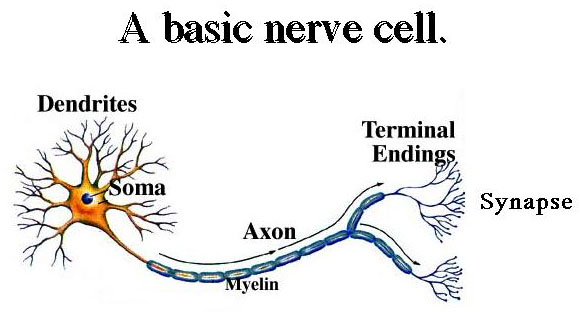 A basic nerve cell.
Dendrites
Terminal
Endings
Soma
Synapse
Axon
Myelin